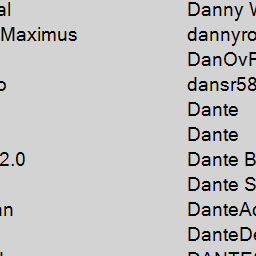 al Danny W
Maximus dannyro
DanOvF
o dansr58
Dante
Dante
2.0 Dante B
Dante S
an DanteAc
DanteDe